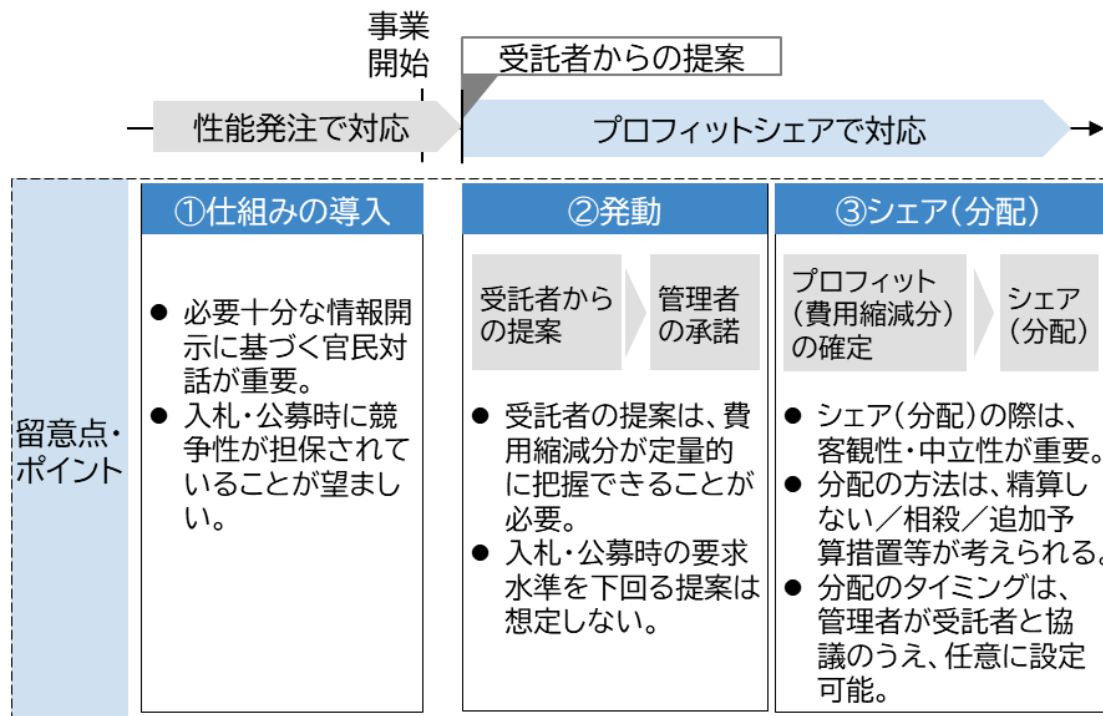 事業
開始
受託者からの提案
性能発注で対応
プロフィットシェアで対応
留意点・
ポイント
①仕組みの導入
● 必要十分な情報開
示に基づく官民対
話が重要。
● 入札・公募時に競
争性が担保されて
いることが望まし
い。
②発動
受託者から
の提案
管理者
の承諾
● 受託者の提案は、費
用縮減分が定量的
に把握できることが
必要。
● 入札・公募時の要求
水準を下回る提案は
想定しない。
③シェア(分配)
プロフィット
(費用縮減分)
の確定
シェア
(分配)
● シェア(分配)の際は、
客観性・中立性が重要。
● 分配の方法は、精算し
ない／相殺／追加予
算措置等が考えられる。
● 分配のタイミングは、
管理者が受託者と協
議のうえ、任意に設定
可能。